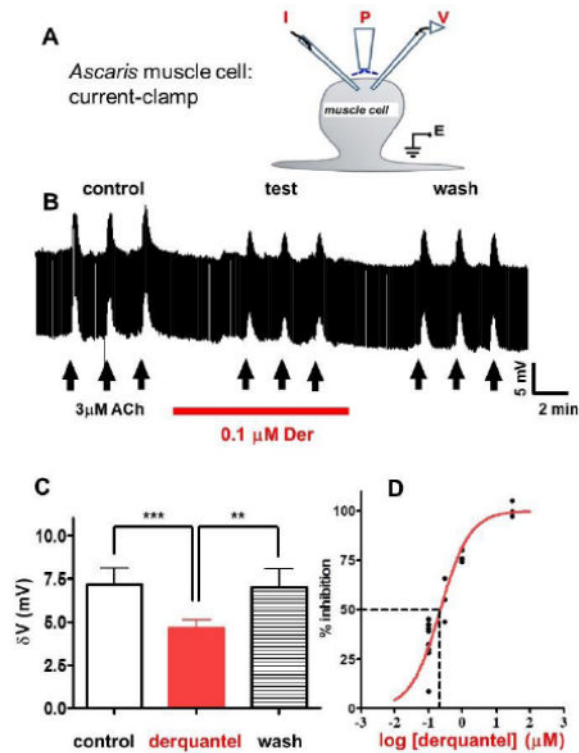 A
Ascaris muscle cell:
current-clamp
I P V
muscle cell
E
control test wash
B
3μM ACh
0.1 μM Der
5 mV
2 min
C
*** **
10.0
7.5
5.0
2.5
0.0
δV (mV)
control derquantel wash
D
100
75
50
25
0
% inhibition
-3 -2 -1 0 1 2 3
log [derquantel] (μM)